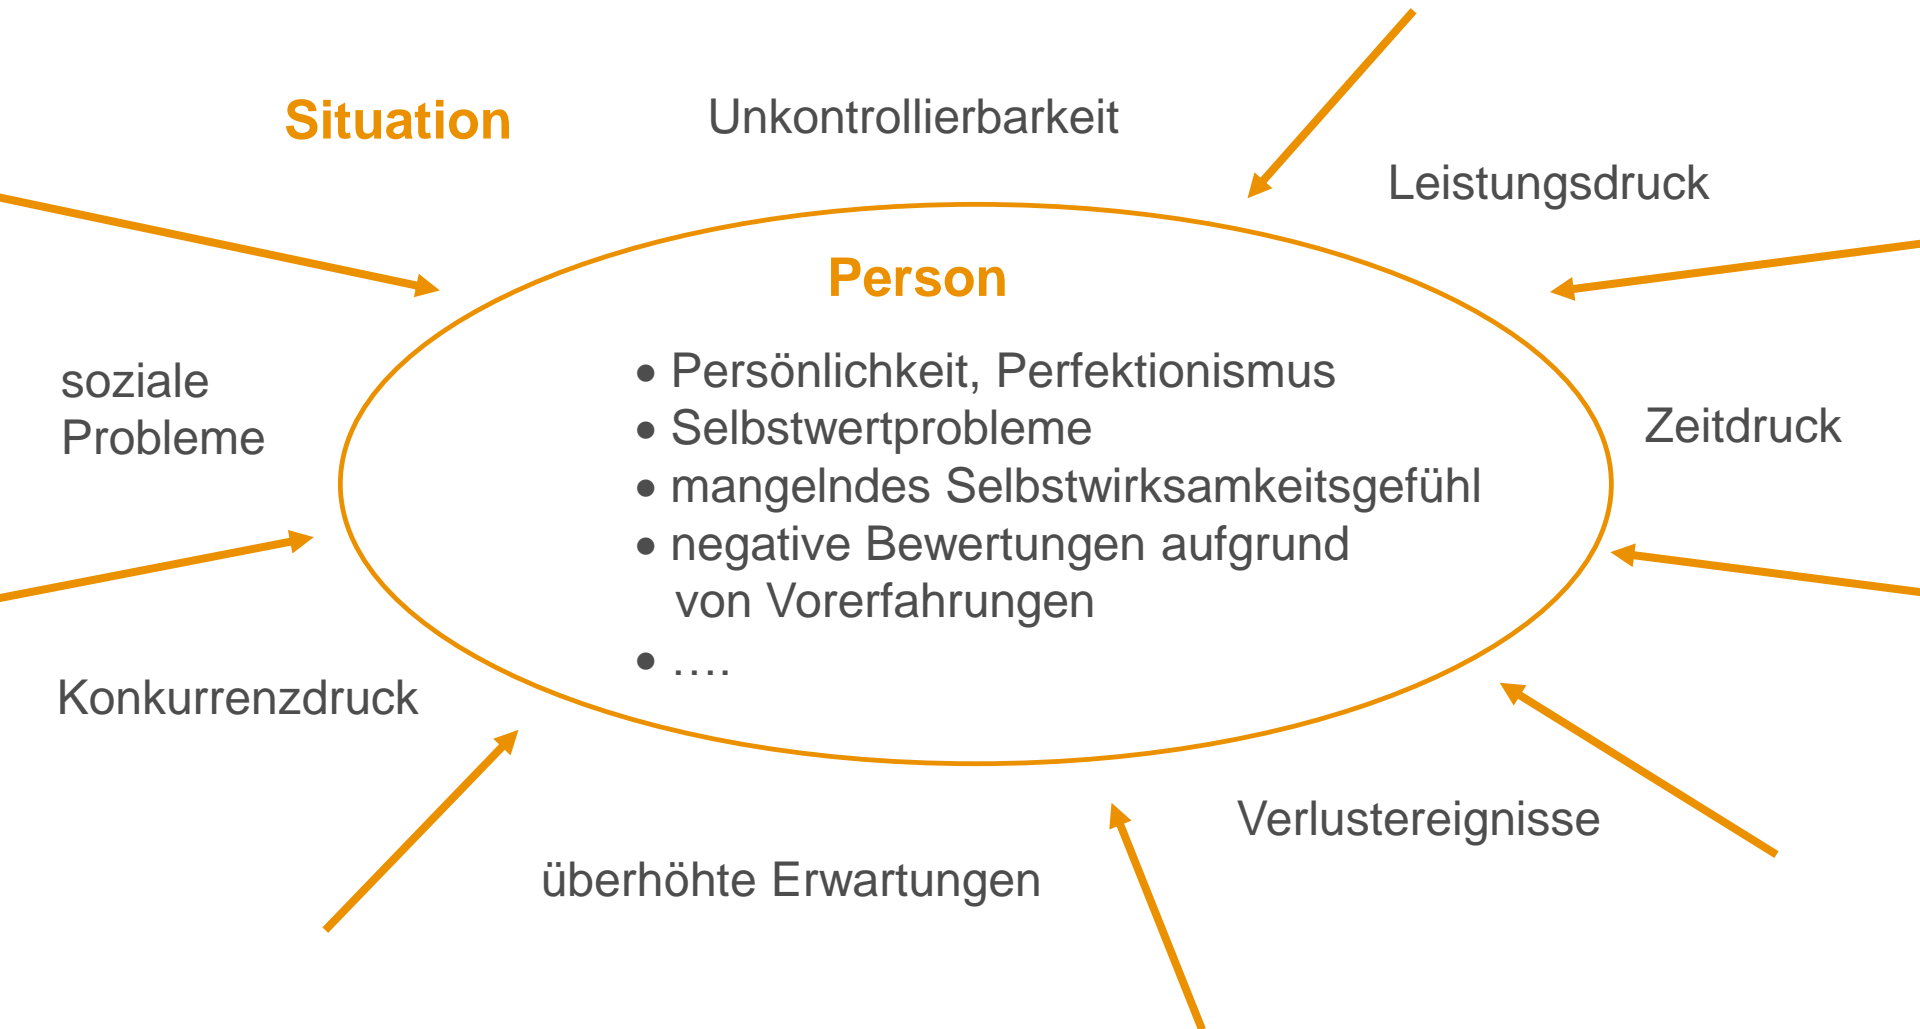 Situation
Unkontrollierbarkeit
Leistungsdruck
Person
soziale
Probleme
• Persönlichkeit, Perfektionismus
• Selbstwertprobleme
• mangelndes Selbstwirksamkeitsgefühl
• negative Bewertungen aufgrund
von Vorerfahrungen
• ….
Zeitdruck
Konkurrenzdruck
Verlustereignisse
überhöhte Erwartungen